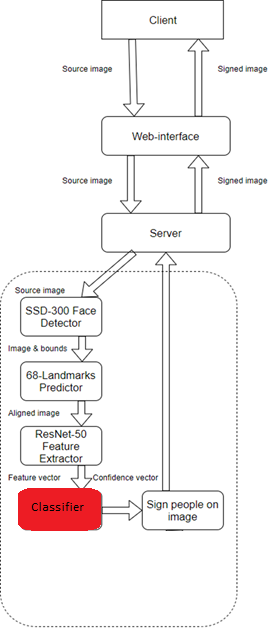 Client
Source image
Signed image
Web-interface
Source image
Signed image
Server
Source image
SSD-300 Face
Detector
Image & bounds
68-Landmarks
Predictor
Aligned image
ResNet-50
Feature
Extractor
Feature vector
Confidence vector
Classifier
Sign people on
image